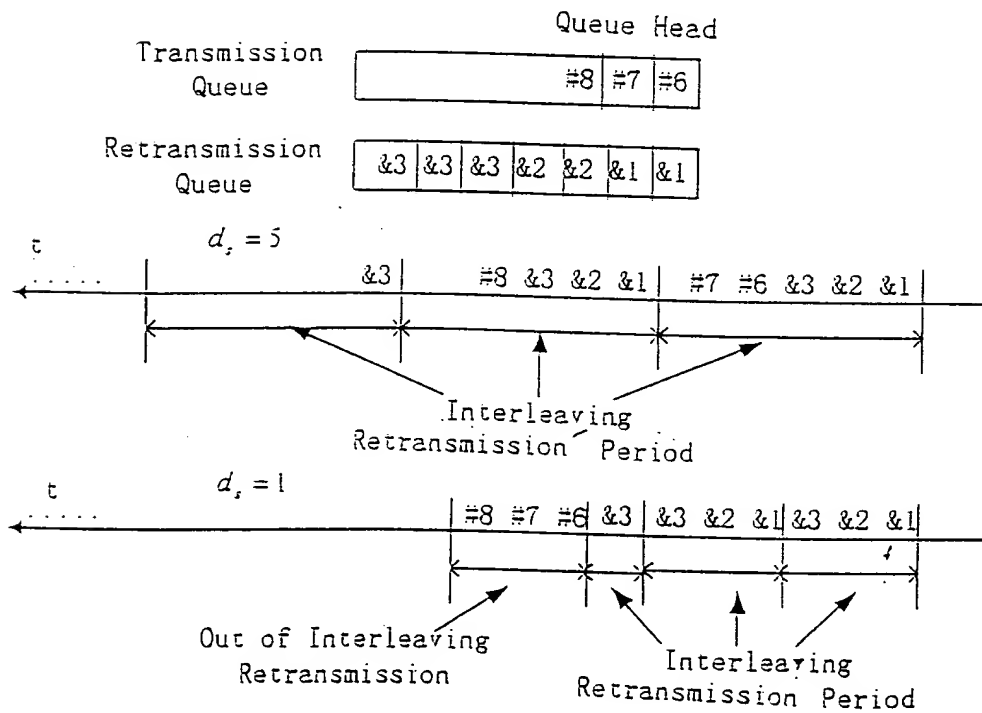 Queue Head
Transmission Queue
#8 #7 #6
Retransmission Queue
&3 &3 &3 &2 &2 &1 &1
t
.....
d_s = 5
&3 #8 &3 &2 &1 #7 #6 &3 &2 &1
Interleaving
Retransmission Period
t
.....
d_s = 1
#8 #7 #6 &3 &3 &2 &1 &3 &2 &1
Out of Interleaving
Retransmission
Interleaving
Retransmission Period